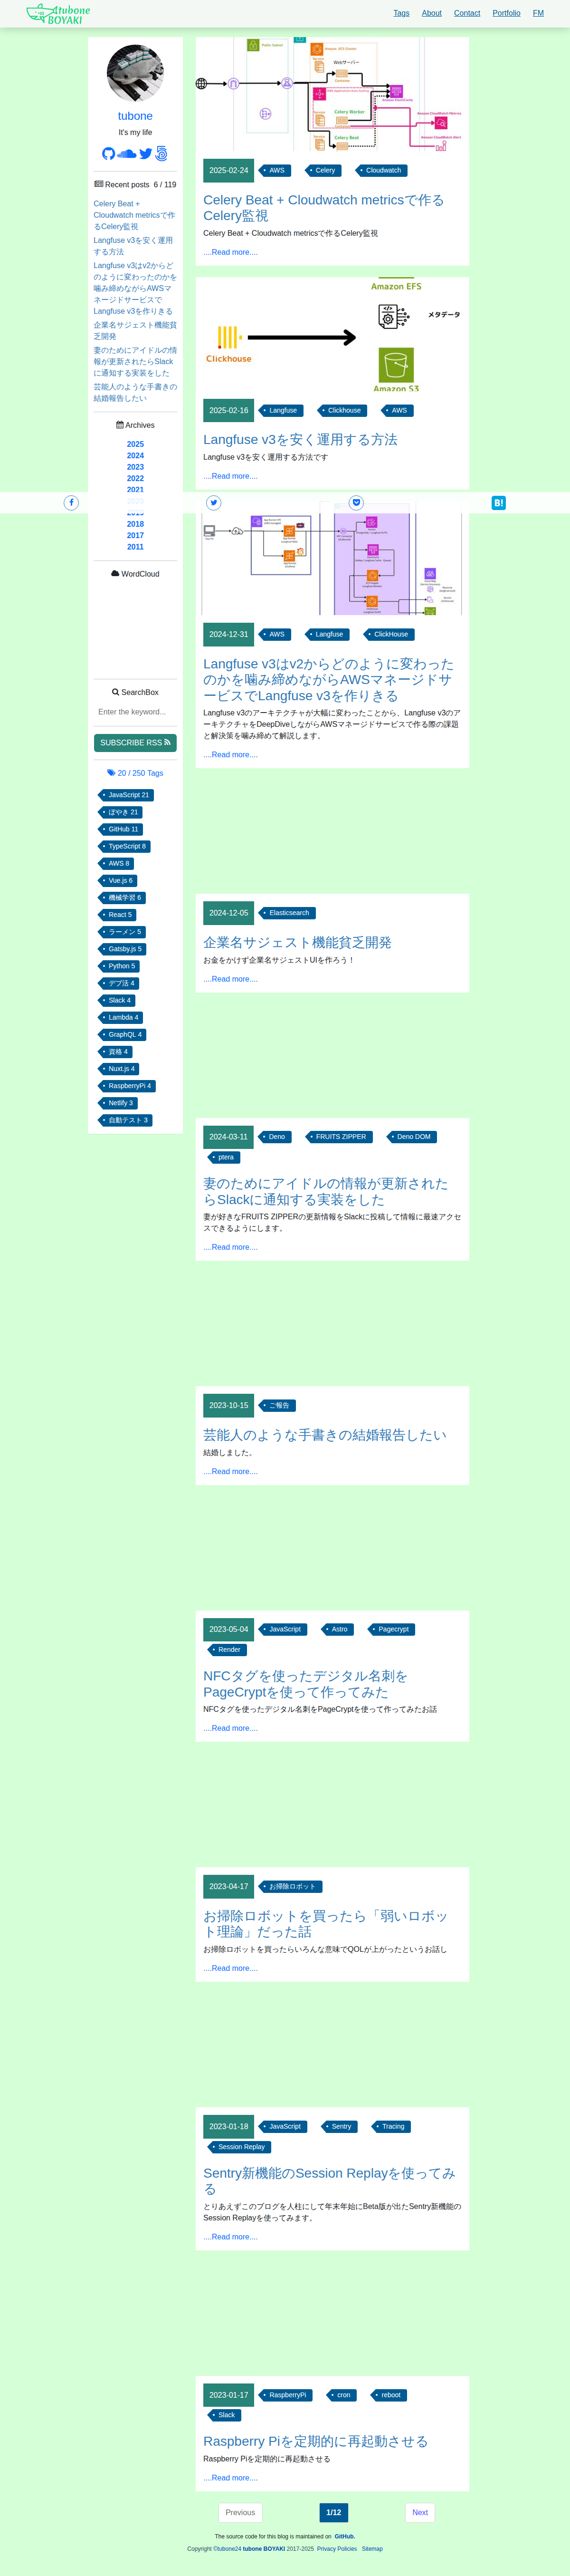 tubone
BOYAKI
Tags
About
Contact
Portfolio
FM
tubone
It's my life
Recent posts 6 / 119
Celery Beat +
Cloudwatch metricsで作
るCelery監視
Langfuse v3を安く運用
する方法
Langfuse v3はv2からど
のように変わったのかを
噛み締めながらAWSマ
ネージドサービスで
Langfuse v3を作りきる
企業名サジェスト機能貧
乏開発
妻のためにアイドルの情
報が更新されたらSlack
に通知する実装をした
芸能人のような手書きの
結婚報告したい
Archives
2025
2024
2023
2022
2021
2018
2017
2011
WordCloud
SearchBox
Enter the keyword...
SUBSCRIBE RSS
20 / 250 Tags
JavaScript 21
ぼやき 21
GitHub 11
TypeScript 8
AWS 8
Vue.js 6
機械学習 6
React 5
ラーメン 5
Gatsby.js 5
Python 5
デブ活 4
Slack 4
Lambda 4
GraphQL 4
資格 4
Nuxt.js 4
RaspberryPi 4
Netlify 3
自動テスト 3
Webサーバー
Celery Worker
Celery Beat
2025-02-24
AWS
Celery
Cloudwatch
Celery Beat + Cloudwatch metricsで作る
Celery監視
Celery Beat + Cloudwatch metricsで作るCelery監視
....Read more....
Amazon EFS
メタデータ
Clickhouse
Amazon S3
2025-02-16
Langfuse
Clickhouse
AWS
Langfuse v3を安く運用する方法
Langfuse v3を安く運用する方法です
....Read more....
B!
2024-12-31
AWS
Langfuse
ClickHouse
Langfuse v3はv2からどのように変わった
のかを噛み締めながらAWSマネージドサ
ービスでLangfuse v3を作りきる
Langfuse v3のアーキテクチャが大幅に変わったことから、Langfuse v3のア
ーキテクチャをDeepDiveしながらAWSマネージドサービスで作る際の課題
と解決策を噛み締めて解説します。
....Read more....
2024-12-05
Elasticsearch
企業名サジェスト機能貧乏開発
お金をかけず企業名サジェストUIを作ろう！
....Read more....
2024-03-11
Deno
FRUITS ZIPPER
Deno DOM
ptera
妻のためにアイドルの情報が更新された
らSlackに通知する実装をした
妻が好きなFRUITS ZIPPERの更新情報をSlackに投稿して情報に最速アクセ
スできるようにします。
....Read more....
2023-10-15
ご報告
芸能人のような手書きの結婚報告したい
結婚しました。
....Read more....
2023-05-04
JavaScript
Astro
Pagecrypt
Render
NFCタグを使ったデジタル名刺を
PageCryptを使って作ってみた
NFCタグを使ったデジタル名刺をPageCryptを使って作ってみたお話
....Read more....
2023-04-17
お掃除ロボット
お掃除ロボットを買ったら「弱いロボッ
ト理論」だった話
お掃除ロボットを買ったらいろんな意味でQOLが上がったというお話し
....Read more....
2023-01-18
JavaScript
Sentry
Tracing
Session Replay
Sentry新機能のSession Replayを使ってみ
る
とりあえずこのブログを人柱にして年末年始にBeta版が出たSentry新機能の
Session Replayを使ってみます。
....Read more....
2023-01-17
RaspberryPi
cron
reboot
Slack
Raspberry Piを定期的に再起動させる
Raspberry Piを定期的に再起動させる
....Read more....
Previous
1/12
Next
The source code for this blog is maintained on GitHub.
Copyright ©tubone24 tubone BOYAKI 2017-2025 Privacy Policies Sitemap